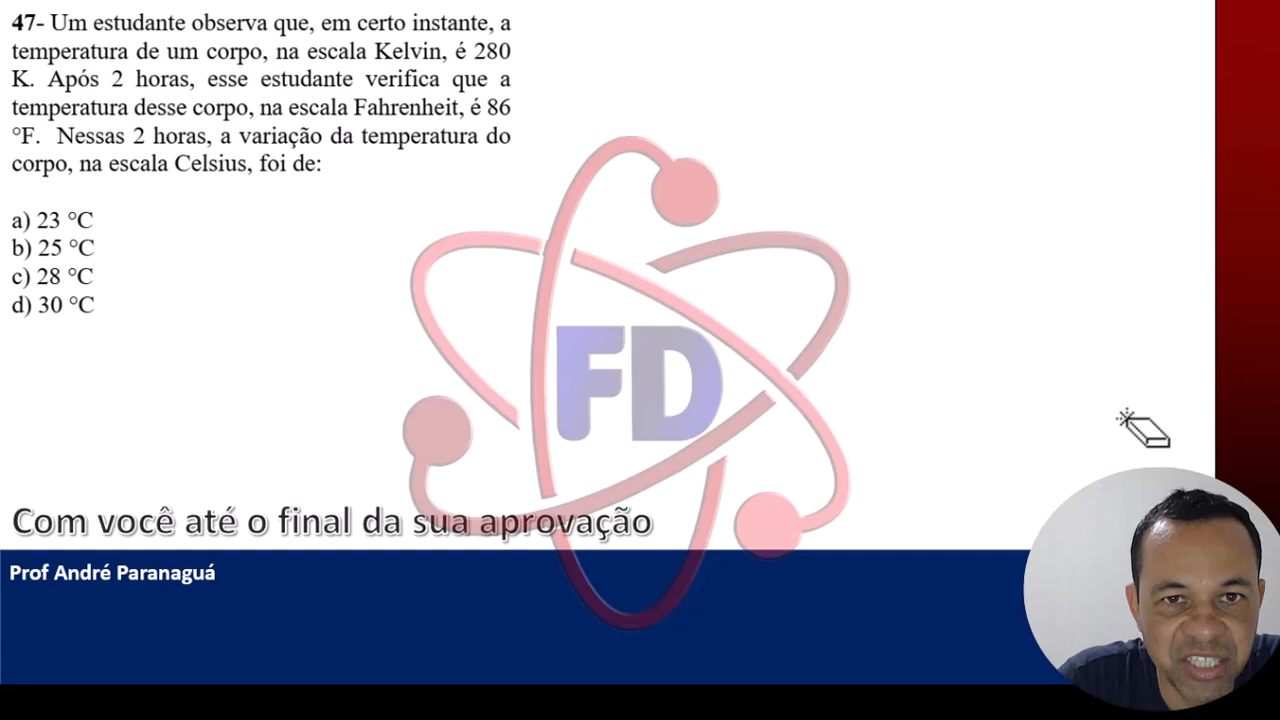 47- Um estudante observa que, em certo instante, a
temperatura de um corpo, na escala Kelvin, é 280
K. Após 2 horas, esse estudante verifica que a
temperatura desse corpo, na escala Fahrenheit, é 86
°F. Nessas 2 horas, a variação da temperatura do
corpo, na escala Celsius, foi de:
a) 23 °C
b) 25 °C
c) 28 °C
d) 30 °C
FD
Com você até o final da sua aprovação
Prof André Paranaguá